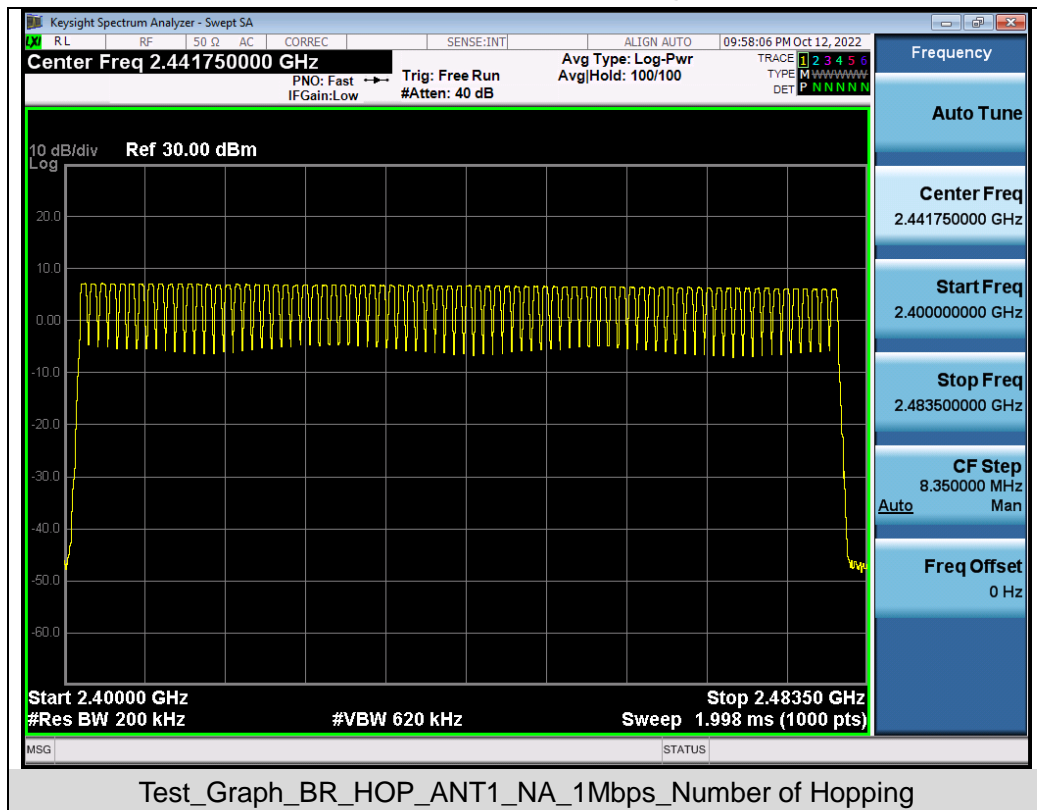 Keysight Spectrum Analyzer - Swept SA
LXI RL RF 50 Ω AC CORREC SENSE:INT ALIGN AUTO 09:58:06 PM Oct 12, 2022
Center Freq 2.441750000 GHz
PNO: Fast
IFGain:Low
Trig: Free Run
#Atten: 40 dB
Avg Type: Log-Pwr
Avg|Hold: 100/100
TRACE 1 2 3 4 5 6
TYPE M WWWWW
DET P N N N N N
10 dB/div Ref 30.00 dBm
Log
20.0
10.0
0.00
-10.0
-20.0
-30.0
-40.0
-50.0
-60.0
Start 2.40000 GHz Stop 2.48350 GHz
#Res BW 200 kHz #VBW 620 kHz Sweep 1.998 ms (1000 pts)
MSG STATUS
Frequency
Auto Tune
Center Freq
2.441750000 GHz
Start Freq
2.400000000 GHz
Stop Freq
2.483500000 GHz
CF Step
8.350000 MHz
Auto Man
Freq Offset
0 Hz
Test_Graph_BR_HOP_ANT1_NA_1Mbps_Number of Hopping